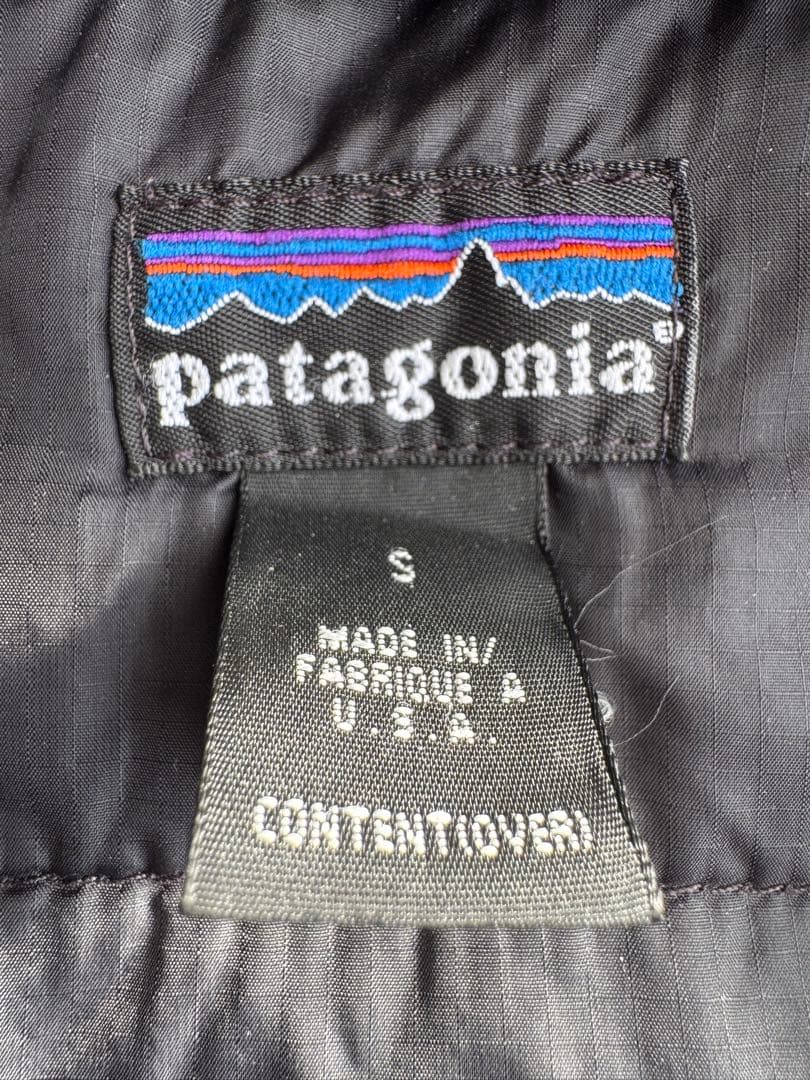 patagonia®
S
MADE IN/
FABRIQUE A
U.S.A.
CONTENT(OVER)